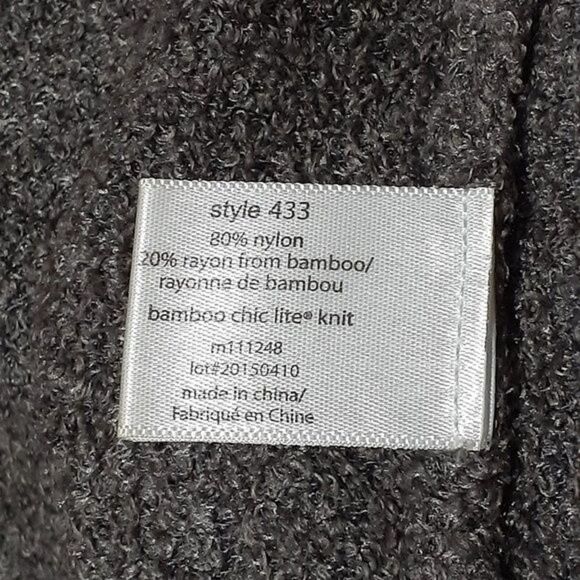 style 433
80% nylon
20% rayon from bamboo/
rayonne de bambou
bamboo chic lite® knit
m111248
lot#20150410
made in china/
Fabriqué en Chine